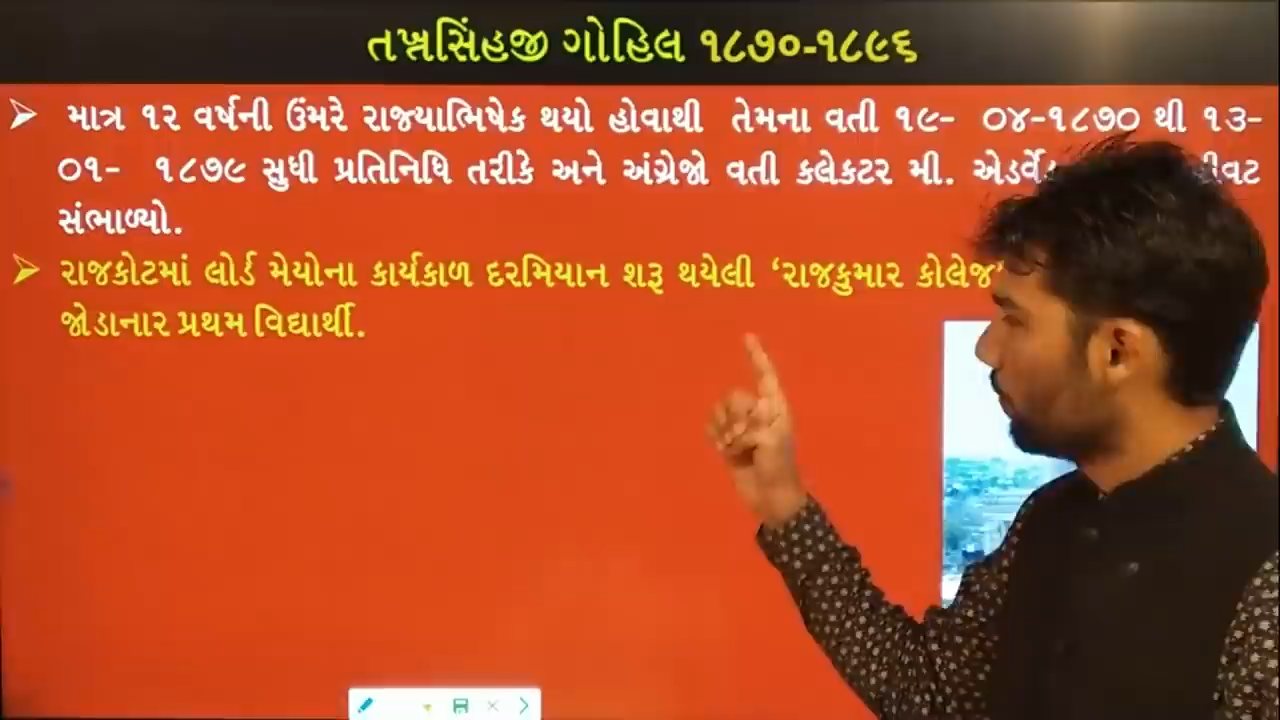 તખ્તસિંહજી ગોહિલ ૧૮૭૦-૧૮૯૬
માત્ર ૧૨ વર્ષની ઉંમરે રાજ્યાભિષેક થયો હોવાથી તેમના વતી ૧૯- ૦૪-૧૮૭૦ થી ૧૩-
૦૧- ૧૮૭૯ સુધી પ્રતિનિધિ તરીકે અને અંગ્રેજો વતી કલેકટર મી.
સંભાળ્યો.
રાજકોટમાં લોર્ડ મેયોના કાર્યકાળ દરમિયાન શરૂ થયેલી ‘રાજકુમાર કોલેજ’
જોડાનાર પ્રથમ વિદ્યાર્થી.